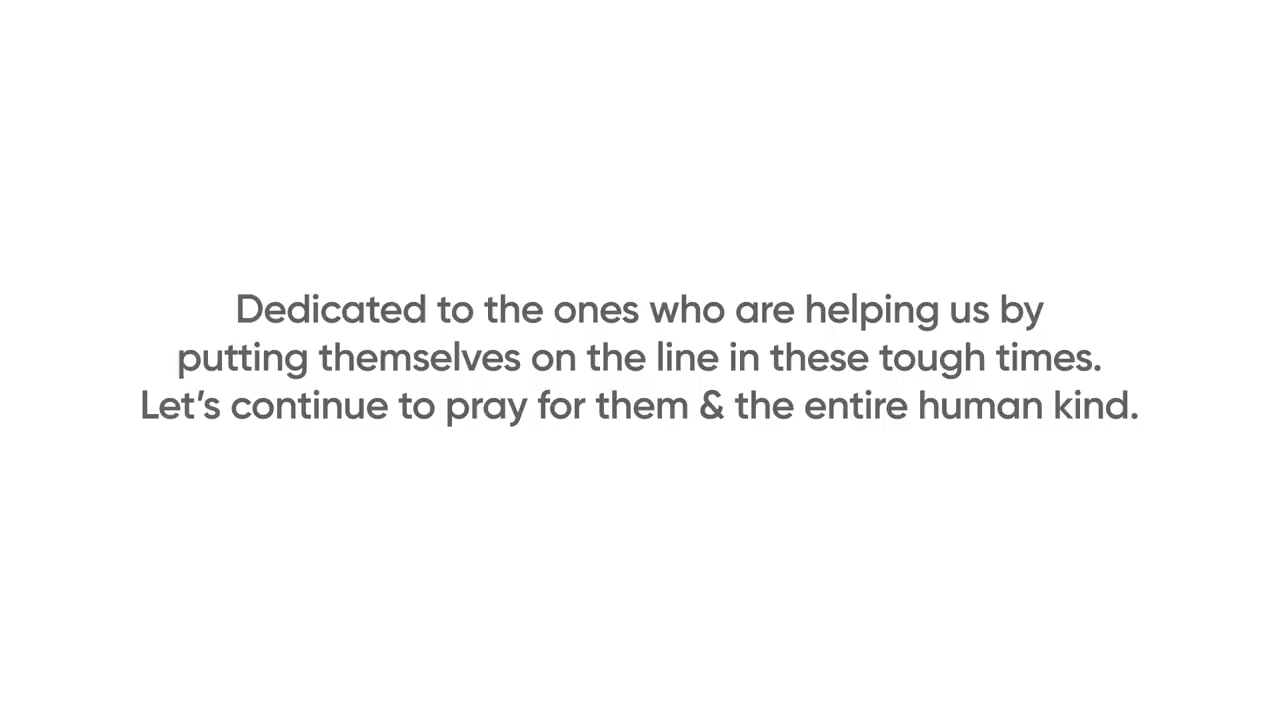 Dedicated to the ones who are helping us by
putting themselves on the line in these tough times.
Let’s continue to pray for them & the entire human kind.